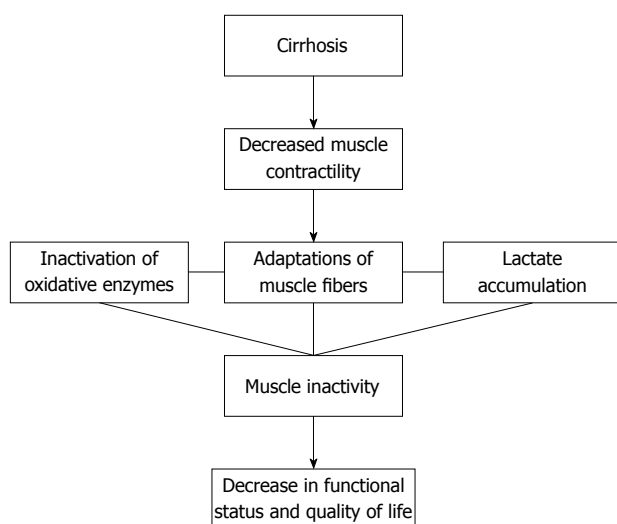 Cirrhosis
Decreased muscle
contractility
Inactivation of
oxidative enzymes
Adaptations of
muscle fibers
Lactate
accumulation
Muscle inactivity
Decrease in functional
status and quality of life